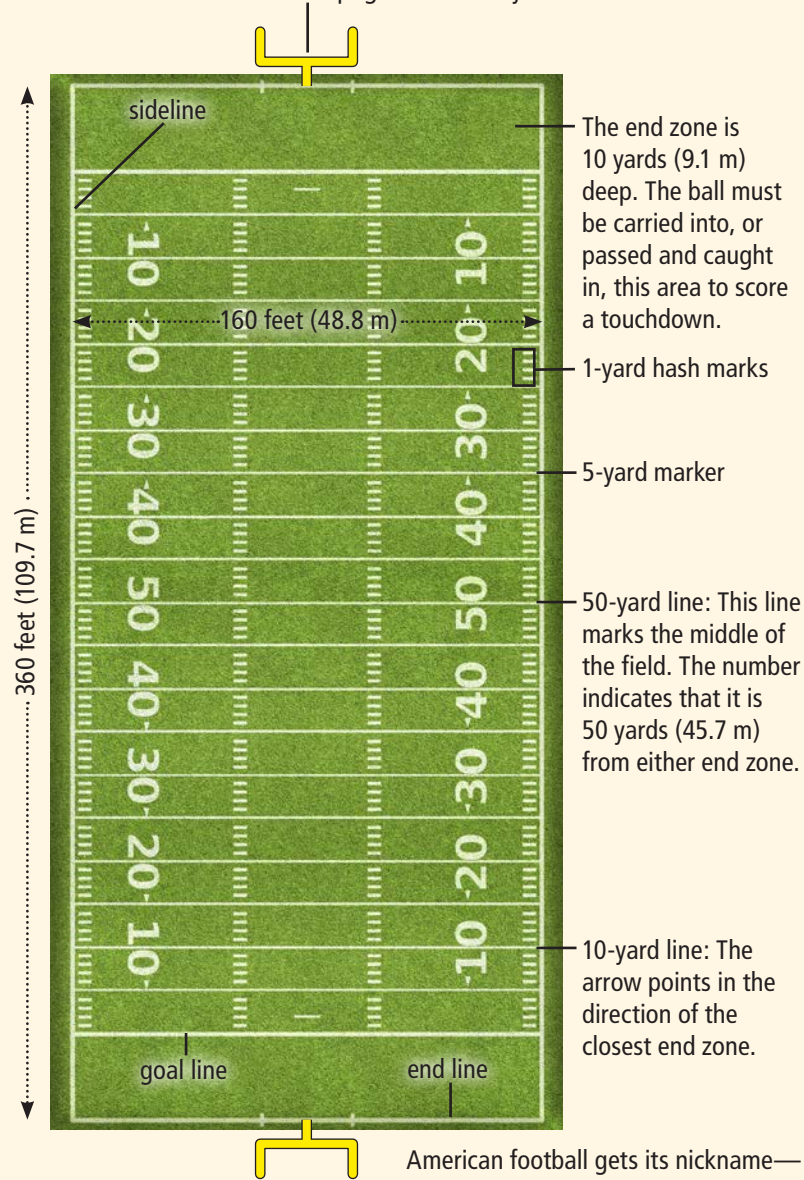 sideline
The end zone is
10 yards (9.1 m)
deep. The ball must
be carried into, or
passed and caught
in, this area to score
a touchdown.
10 10
160 feet (48.8 m)
20 20
1-yard hash marks
30 30
5-yard marker
40 40
360 feet (109.7 m)
50 50
50-yard line: This line
marks the middle of
the field. The number
indicates that it is
50 yards (45.7 m)
from either end zone.
40 40
30 30
20 20
10 10
10-yard line: The
arrow points in the
direction of the
closest end zone.
goal line
end line
American football gets its nickname—